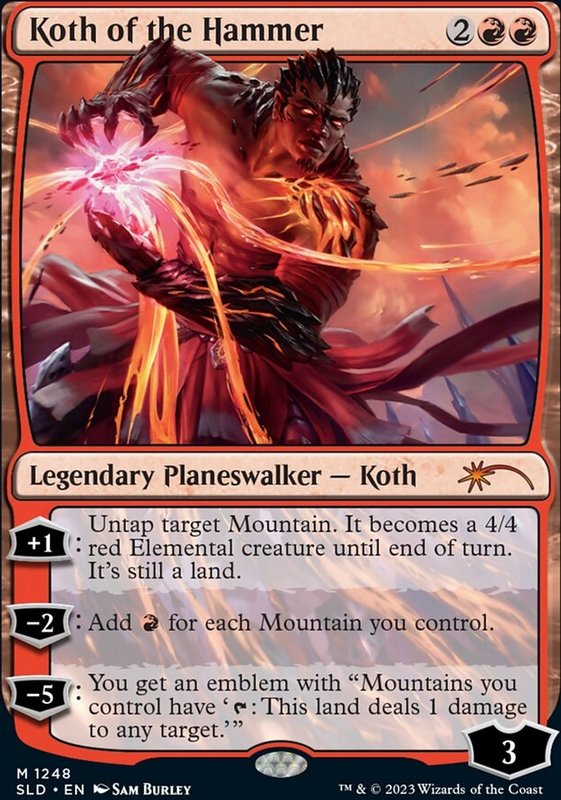 Koth of the Hammer 2
Legendary Planeswalker — Koth
+1: Untap target Mountain. It becomes a 4/4
red Elemental creature until end of turn.
It's still a land.
−2: Add for each Mountain you control.
−5: You get an emblem with “Mountains you
control have ‘ : This land deals 1 damage
to any target.’”
3
M 1248
SLD • EN SAM BURLEY
™ & © 2023 Wizards of the Coast